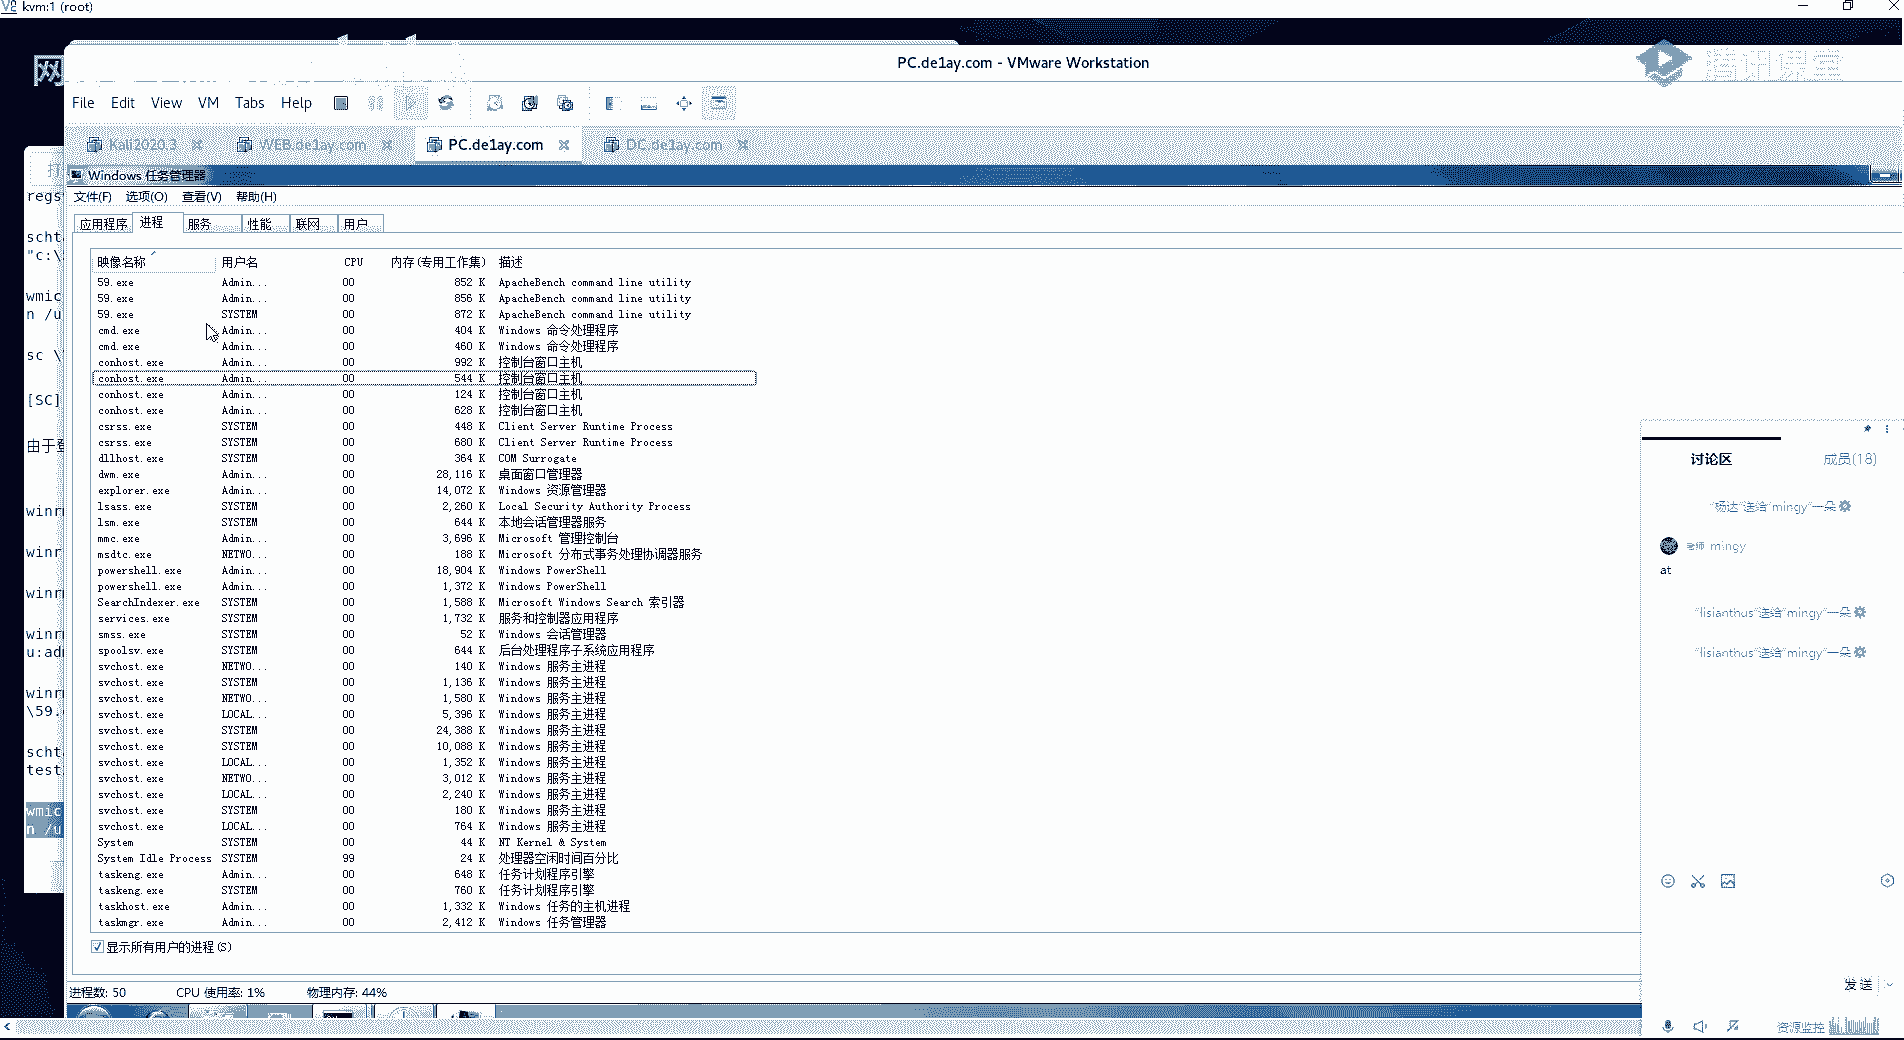 kvm:1 (root)
网
PC.de1ay.com - VMware Workstation
腾讯课堂
File Edit View VM Tabs Help
Kali2020.3 WEB.de1ay.com PC.de1ay.com DC.de1ay.com
Windows 任务管理器
文件(F) 选项(O) 查看(V) 帮助(H)
应用程序 进程 服务 性能 联网 用户
映像名称 用户名 CPU 内存(专用工作集) 描述
59.exe Admin... 00 852 K ApacheBench command line utility
59.exe Admin... 00 856 K ApacheBench command line utility
59.exe SYSTEM 00 872 K ApacheBench command line utility
cmd.exe Admin... 00 404 K Windows 命令处理程序
cmd.exe Admin... 00 460 K Windows 命令处理程序
conhost.exe Admin... 00 992 K 控制台窗口主机
conhost.exe Admin... 00 544 K 控制台窗口主机
conhost.exe Admin... 00 124 K 控制台窗口主机
conhost.exe Admin... 00 628 K 控制台窗口主机
csrss.exe SYSTEM 00 448 K Client Server Runtime Process
csrss.exe SYSTEM 00 680 K Client Server Runtime Process
dllhost.exe SYSTEM 00 364 K COM Surrogate
dwm.exe Admin... 00 28,116 K 桌面窗口管理器
explorer.exe Admin... 00 14,072 K Windows 资源管理器
lsass.exe SYSTEM 00 2,260 K Local Security Authority Process
lsm.exe SYSTEM 00 644 K 本地会话管理器服务
mmc.exe Admin... 00 3,696 K Microsoft 管理控制台
msdtc.exe NETWO... 00 188 K Microsoft 分布式事务处理协调器服务
powershell.exe Admin... 00 18,904 K Windows PowerShell
powershell.exe Admin... 00 1,372 K Windows PowerShell
SearchIndexer.exe SYSTEM 00 1,588 K Microsoft Windows Search 索引器
services.exe SYSTEM 00 1,732 K 服务和控制器应用程序
smss.exe SYSTEM 00 52 K Windows 会话管理器
spoolsv.exe SYSTEM 00 644 K 后台处理程序子系统应用程序
svchost.exe NETWO... 00 140 K Windows 服务主进程
svchost.exe SYSTEM 00 1,136 K Windows 服务主进程
svchost.exe NETWO... 00 1,580 K Windows 服务主进程
svchost.exe LOCAL... 00 5,396 K Windows 服务主进程
svchost.exe SYSTEM 00 24,388 K Windows 服务主进程
svchost.exe SYSTEM 00 10,088 K Windows 服务主进程
svchost.exe LOCAL... 00 1,352 K Windows 服务主进程
svchost.exe NETWO... 00 3,012 K Windows 服务主进程
svchost.exe LOCAL... 00 2,240 K Windows 服务主进程
svchost.exe SYSTEM 00 180 K Windows 服务主进程
svchost.exe LOCAL... 00 764 K Windows 服务主进程
System SYSTEM 00 44 K NT Kernel & System
System Idle Process SYSTEM 99 24 K 处理器空闲时间百分比
taskeng.exe Admin... 00 648 K 任务计划程序引擎
taskeng.exe SYSTEM 00 760 K 任务计划程序引擎
taskhost.exe Admin... 00 1,332 K Windows 任务的主机进程
taskmgr.exe Admin... 00 2,412 K Windows 任务管理器
显示所有用户的进程(S)
进程数: 50 CPU 使用率: 1% 物理内存: 44%
regs
scht
"c:\
wmic
n /u
sc \
[SC]
由于登
winr
winr
winr
winr
u:adm
winr
\59.
scht
test
wmic
n /u
讨论区 成员(18)
"杨达"送给"mingy"一朵
老师 mingy
at
"lisianthus"送给"mingy"一朵
"lisianthus"送给"mingy"一朵
发送
资源监控